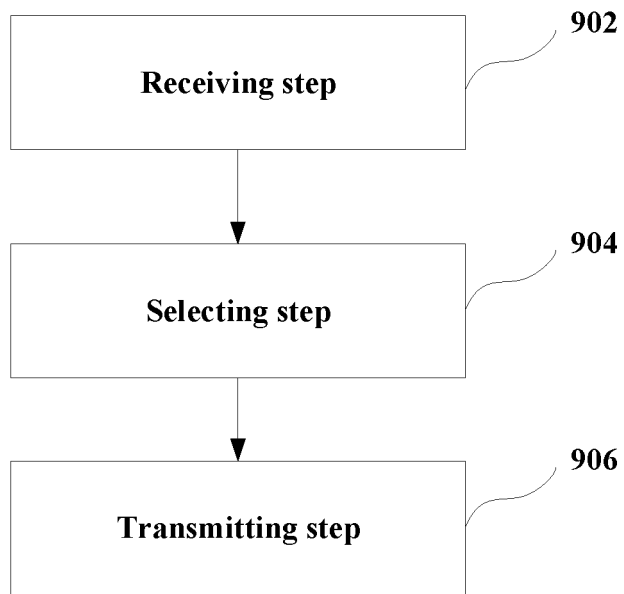 902
Receiving step
904
Selecting step
906
Transmitting step